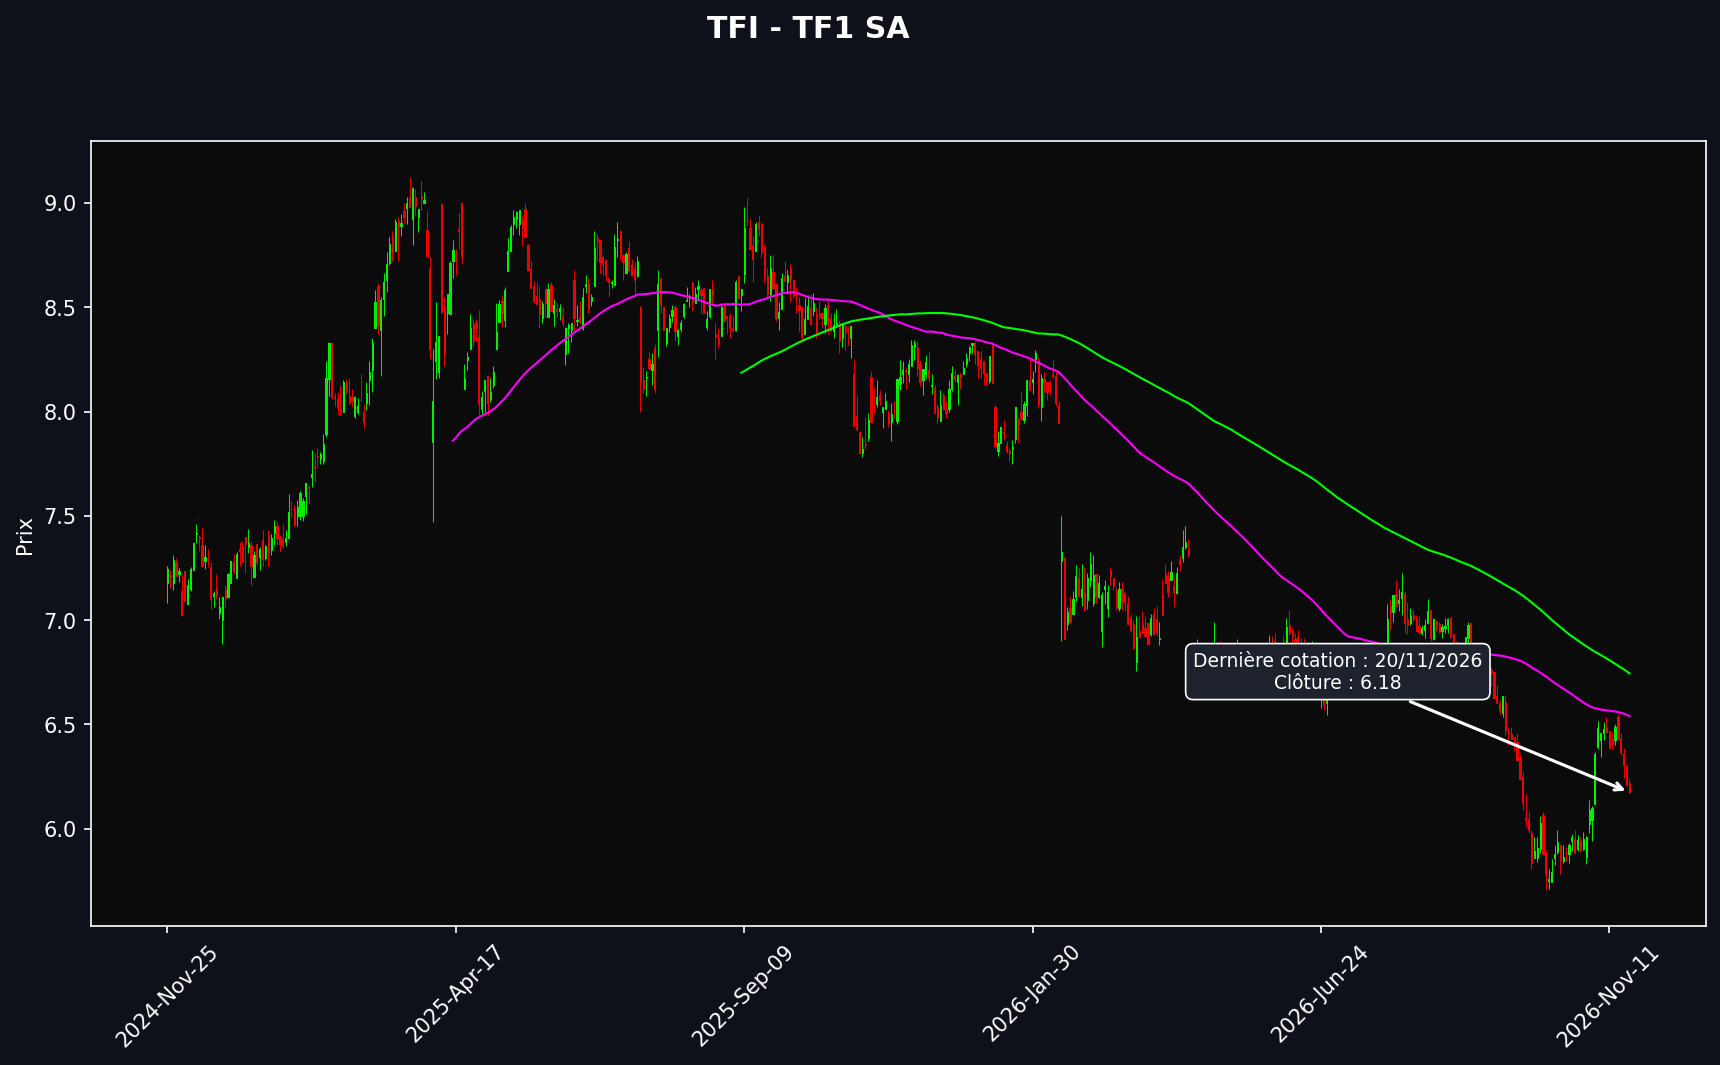 TFI - TF1 SA
Prix
9.0
8.5
8.0
7.5
7.0
6.5
6.0
Dernière cotation : 20/11/2026
Clôture : 6.18
2024-Nov-25
2025-Apr-17
2025-Sep-09
2026-Jan-30
2026-Jun-24
2026-Nov-11